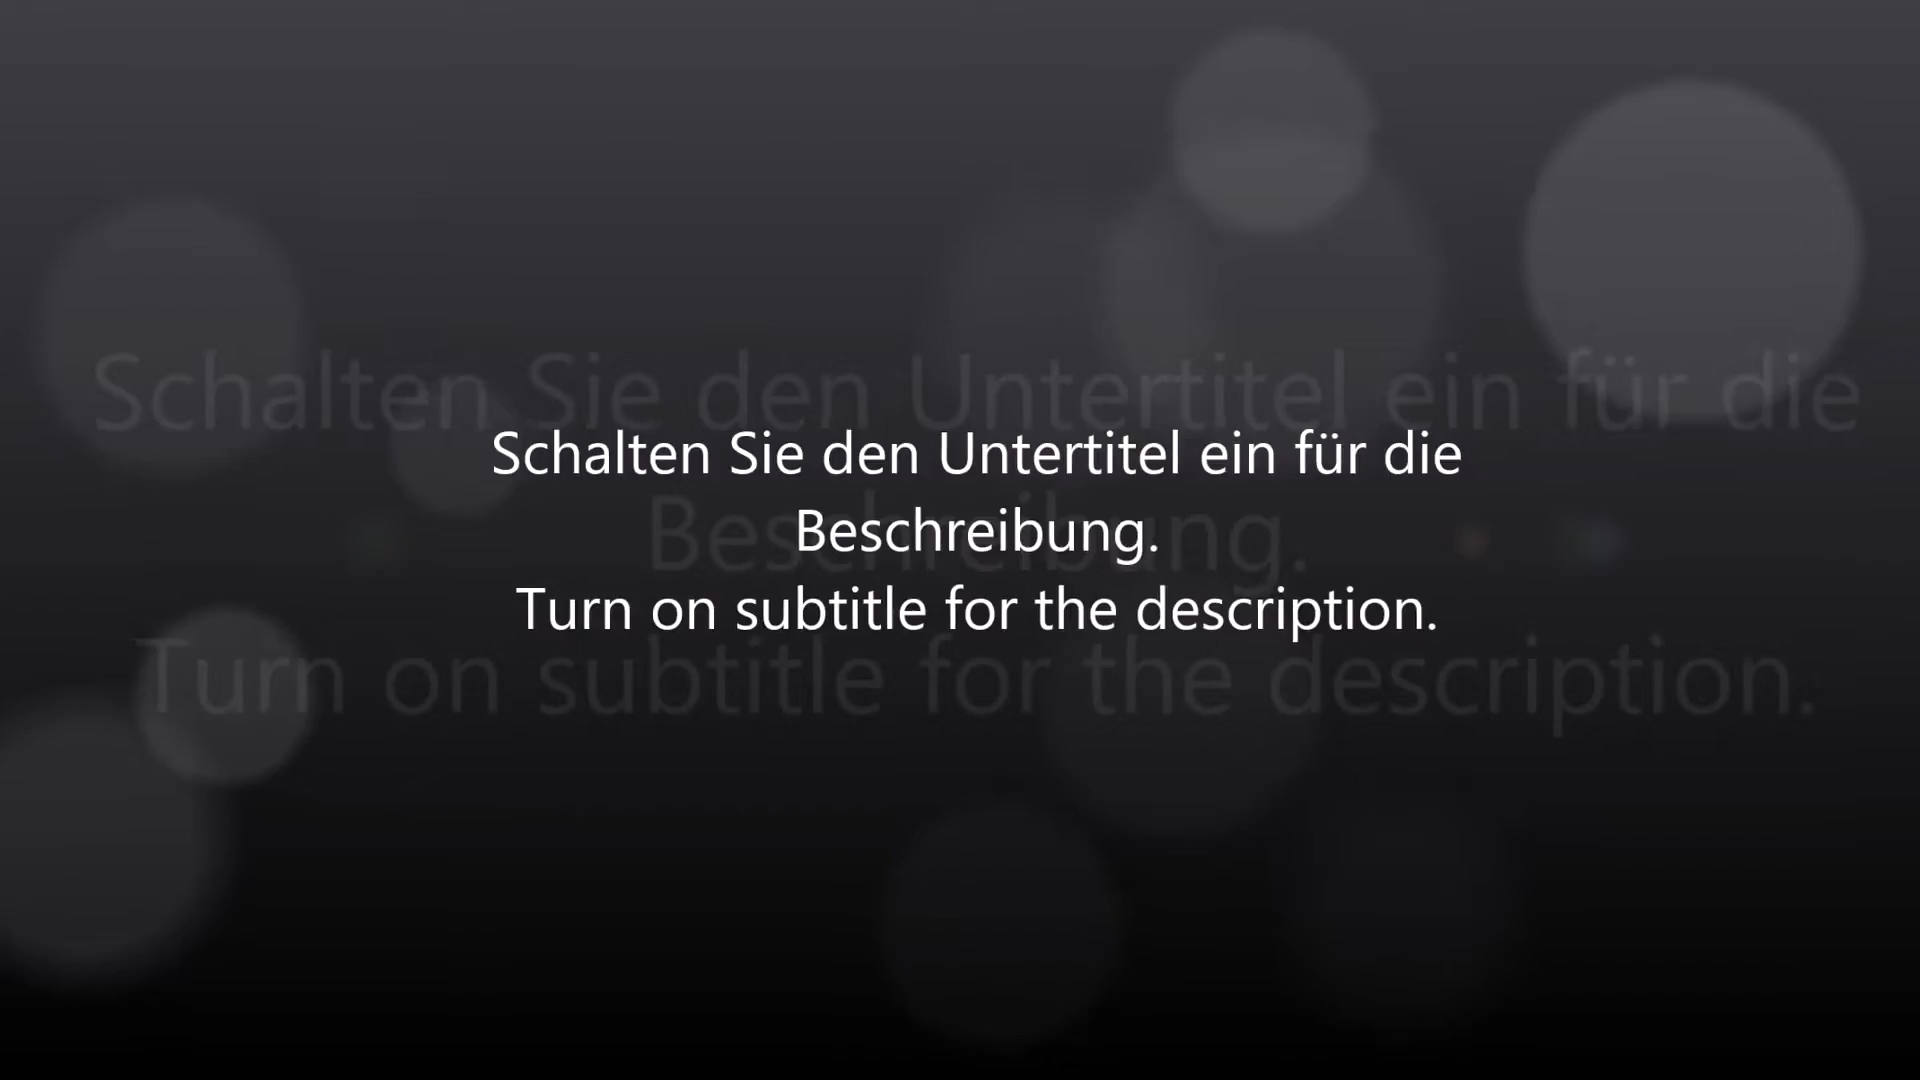 Schalten Sie den Untertitel ein für die
Beschreibung.
Turn on subtitle for the description.